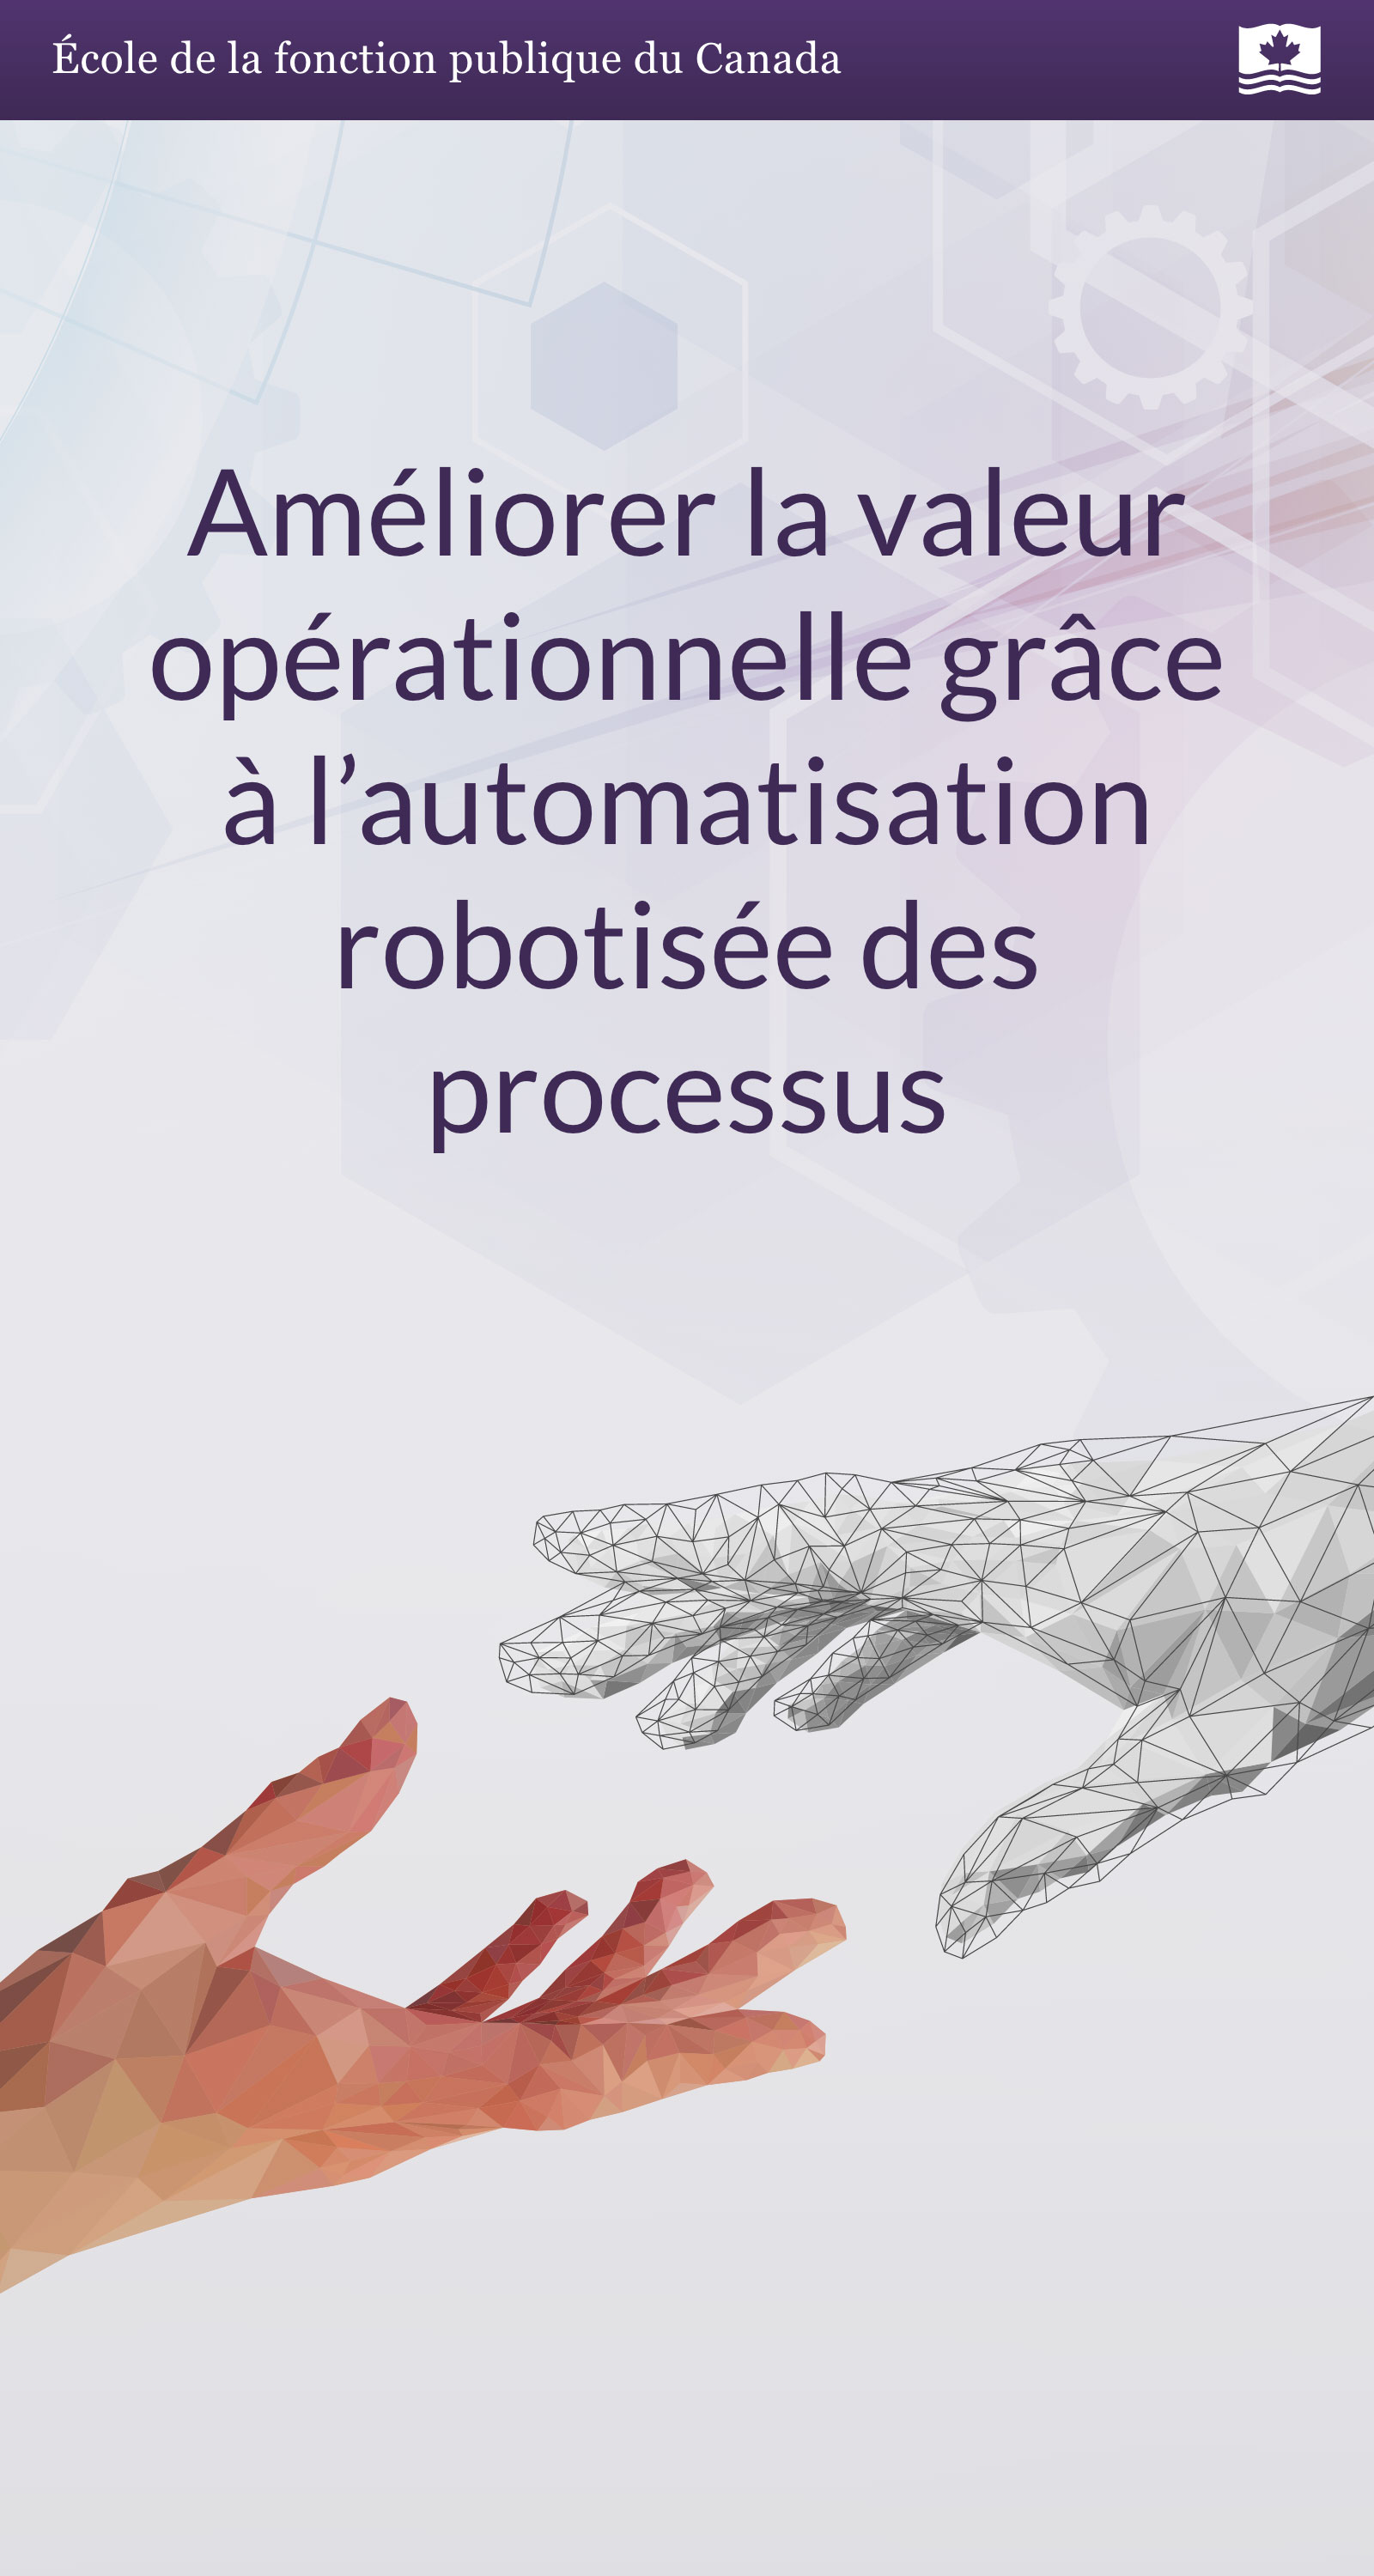 École de la fonction publique du Canada
Améliorer la valeur
opérationnelle grâce
à l’automatisation
robotisée des
processus